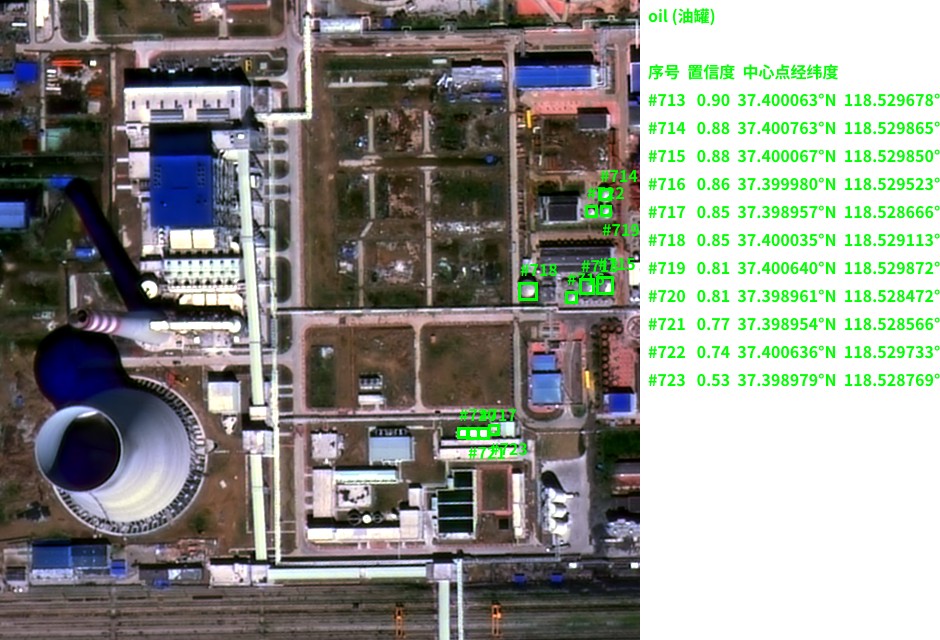 oil (油罐)
序号 置信度 中心点经纬度
#713 0.90 37.400063°N 118.529678°
#714 0.88 37.400763°N 118.529865°
#715 0.88 37.400067°N 118.529850°
#716 0.86 37.399980°N 118.529523°
#717 0.85 37.398957°N 118.528666°
#718 0.85 37.400035°N 118.529113°
#719 0.81 37.400640°N 118.529872°
#720 0.81 37.398961°N 118.528472°
#721 0.77 37.398954°N 118.528566°
#722 0.74 37.400636°N 118.529733°
#723 0.53 37.398979°N 118.528769°
#714
#718
#723